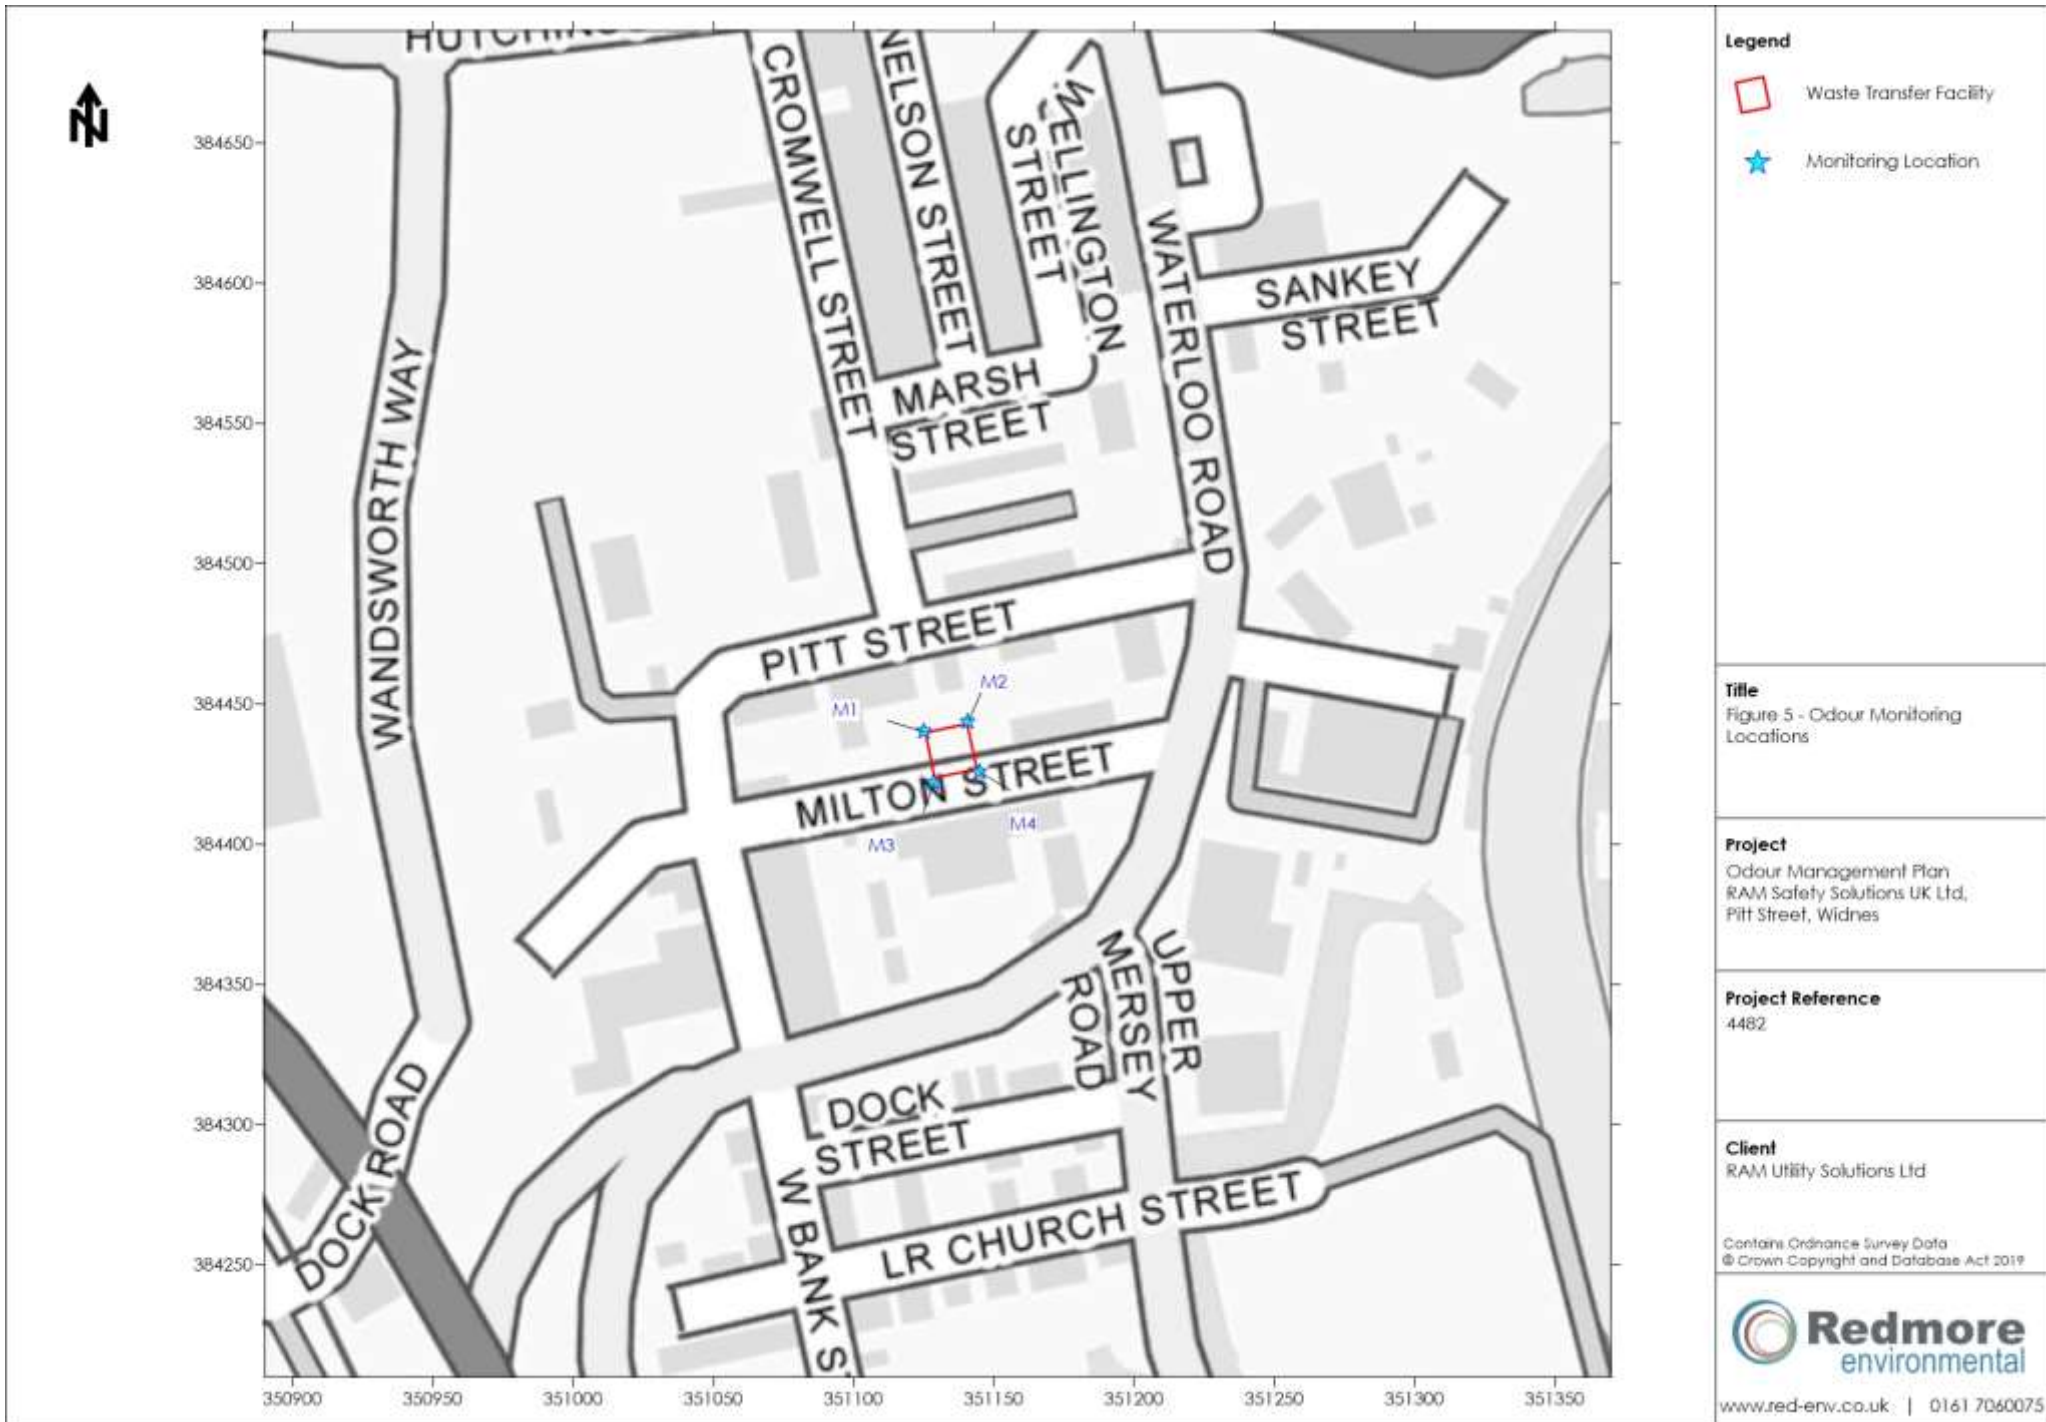 HUTCHINS
CROMWELL STREET
NELSON STREET
WELLINGTON
STREET
WATERLOO ROAD
SANKEY
STREET
MARSH
STREET
WANDSWORTH WAY
PITT STREET
M1
M2
MILTON STREET
M3
M4
UPPER
MERSEY
ROAD
DOCK
STREET
DOCK ROAD
LR CHURCH STREET
W BANK S
N
384650
384600
384550
384500
384450
384400
384350
384300
384250
350900
350950
351000
351050
351100
351150
351200
351250
351300
351350
Legend
Waste Transfer Facility
Monitoring Location
Title
Figure 5 - Odour Monitoring
Locations
Project
Odour Management Plan
RAM Safety Solutions UK Ltd,
Pitt Street, Widnes
Project Reference
4482
Client
RAM Utility Solutions Ltd
Contains Ordnance Survey Data
© Crown Copyright and Database Act 2019
Redmore
environmental
www.red-env.co.uk | 0161 7060075